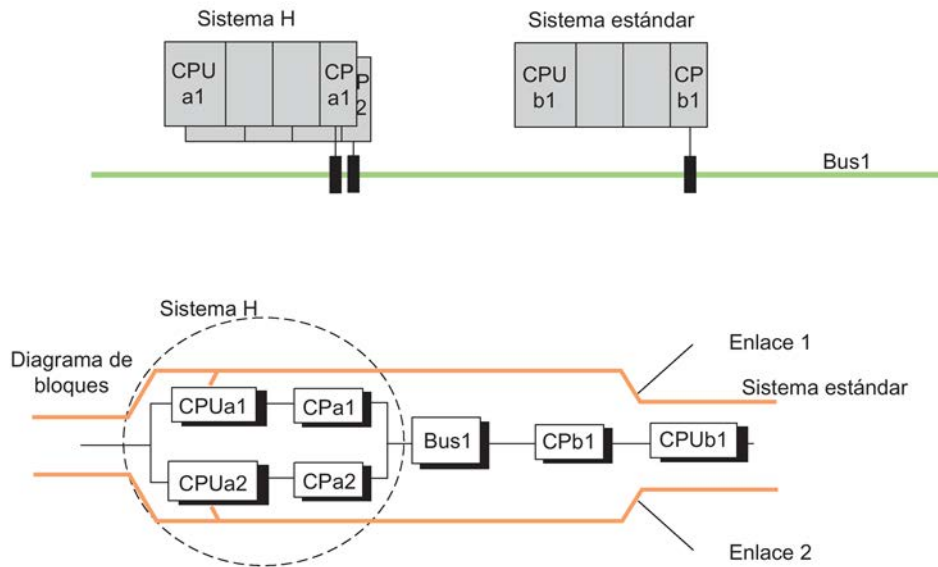 Sistema H
Sistema estándar
CPU
a1
CP
a1
P
2
CPU
b1
CP
b1
Bus1
Sistema H
Diagrama de
bloques
Enlace 1
Sistema estándar
CPUa1
CPa1
Bus1
CPb1
CPUb1
CPUa2
CPa2
Enlace 2